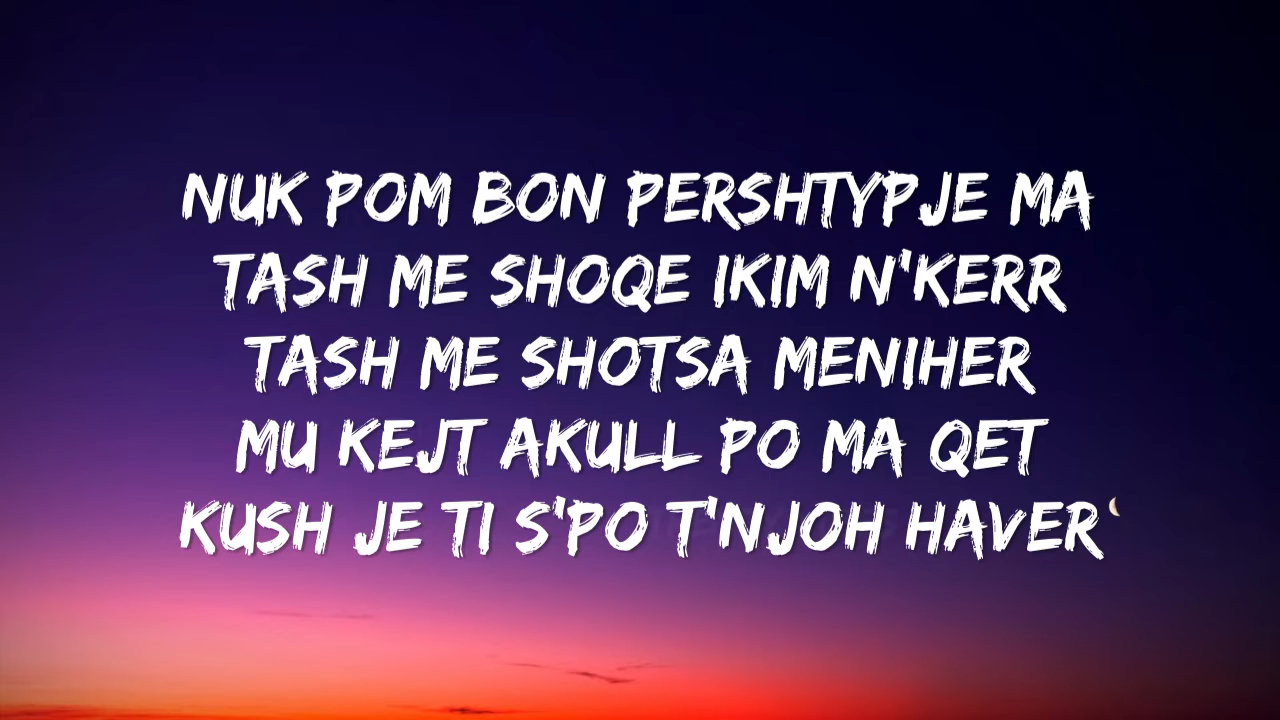 NUK POM BON PERSHTYPJE MA
TASH ME SHOQE IKIM N'KERR
TASH ME SHOTSA MENIHER
MU KEJT AKULL PO MA QET
KUSH JE TI S'PO T'NJOH HAVER